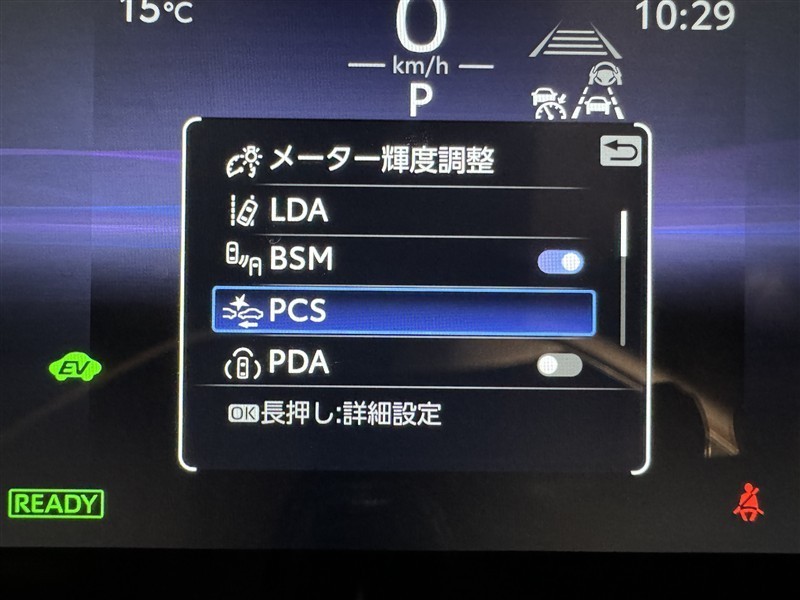 15℃
10:29
0
km/h
P
メーター輝度調整
LDA
BSM
PCS
PDA
OK長押し:詳細設定
EV
READY